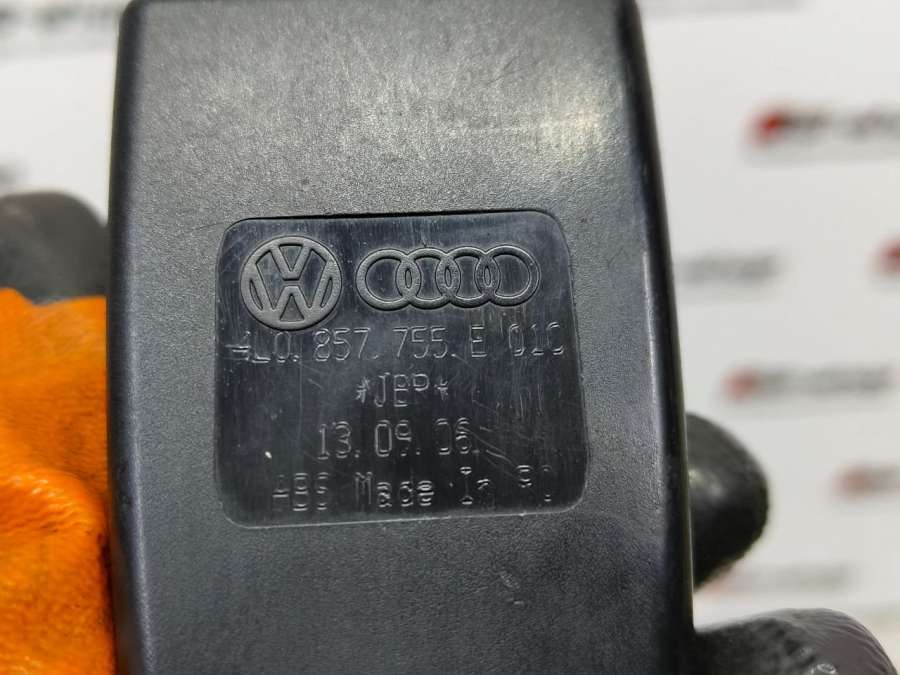 4L0. 857. 755. E 01C
*JBP*
13. 09. 06
ABS Made In